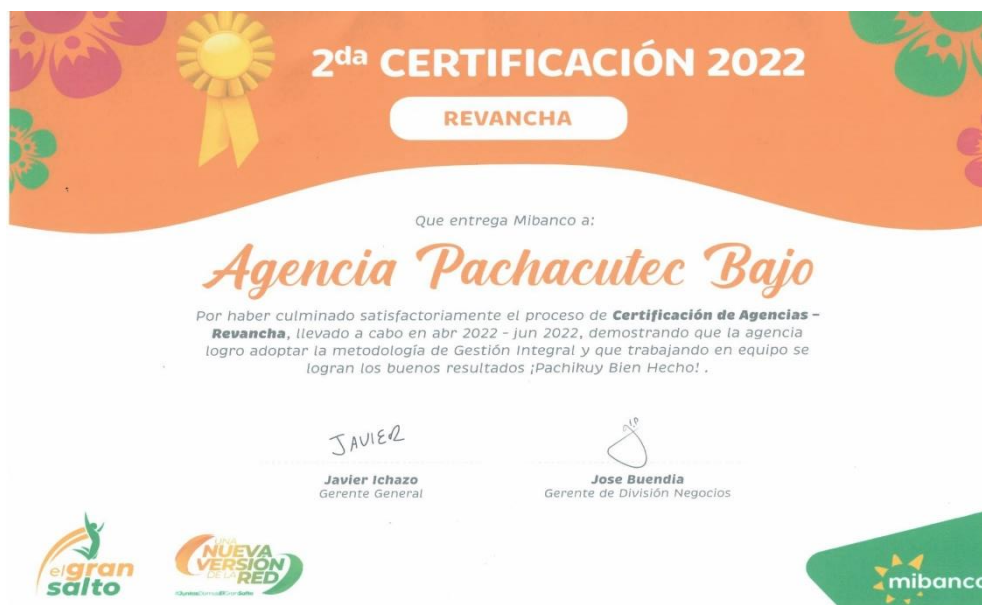 2da CERTIFICACIÓN 2022
REVANCHA
Que entrega Mibanco a:
Agencia Pachacutec Bajo
Por haber culminado satisfactoriamente el proceso de Certificación de Agencias –
Revancha, llevado a cabo en abr 2022 - jun 2022, demostrando que la agencia
logro adoptar la metodología de Gestión Integral y que trabajando en equipo se
logran los buenos resultados ¡Pachikuy Bien Hecho! .
JAVIER
Javier Ichazo
Gerente General
Jose Buendia
Gerente de División Negocios
el gran
salto
UNA
NUEVA
VERSIÓN
DE LA RED
#JuntosDamosElGranSalto
mibanco